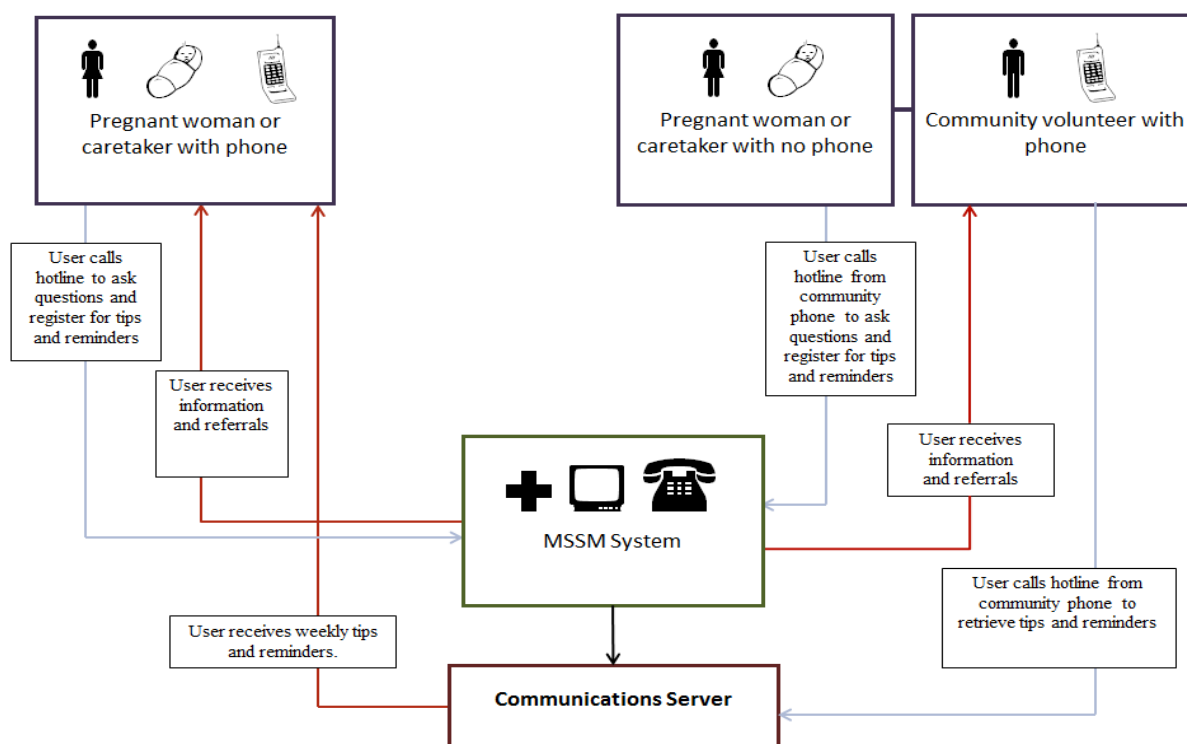 Pregnant woman or
caretaker with phone
Pregnant woman or
caretaker with no phone
Community volunteer with
phone
User calls
hotline to ask
questions and
register for tips
and reminders
User receives
information
and referrals
User calls
hotline from
community
phone to ask
questions and
register for tips
and reminders
User receives
information
and referrals
MSSM System
User calls hotline from
community phone to
retrieve tips and reminders
User receives weekly tips
and reminders.
Communications Server